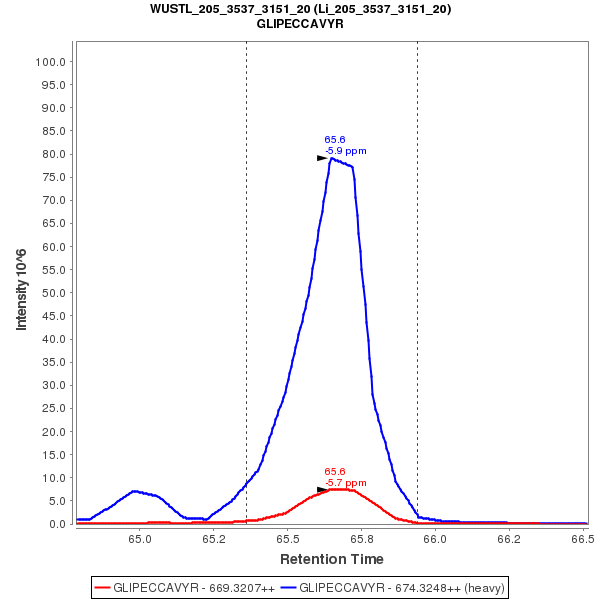 WUSTL_205_3537_3151_20 (Li_205_3537_3151_20)
GLIPECCAVYR
Intensity 10^6
100.0
95.0
90.0
85.0
80.0
75.0
70.0
65.0
60.0
55.0
50.0
45.0
40.0
35.0
30.0
25.0
20.0
15.0
10.0
5.0
0.0
65.6
-5.9 ppm
65.6
-5.7 ppm
65.0 65.2 65.5 65.8 66.0 66.2 66.5
Retention Time
GLIPECCAVYR - 669.3207++ GLIPECCAVYR - 674.3248++ (heavy)